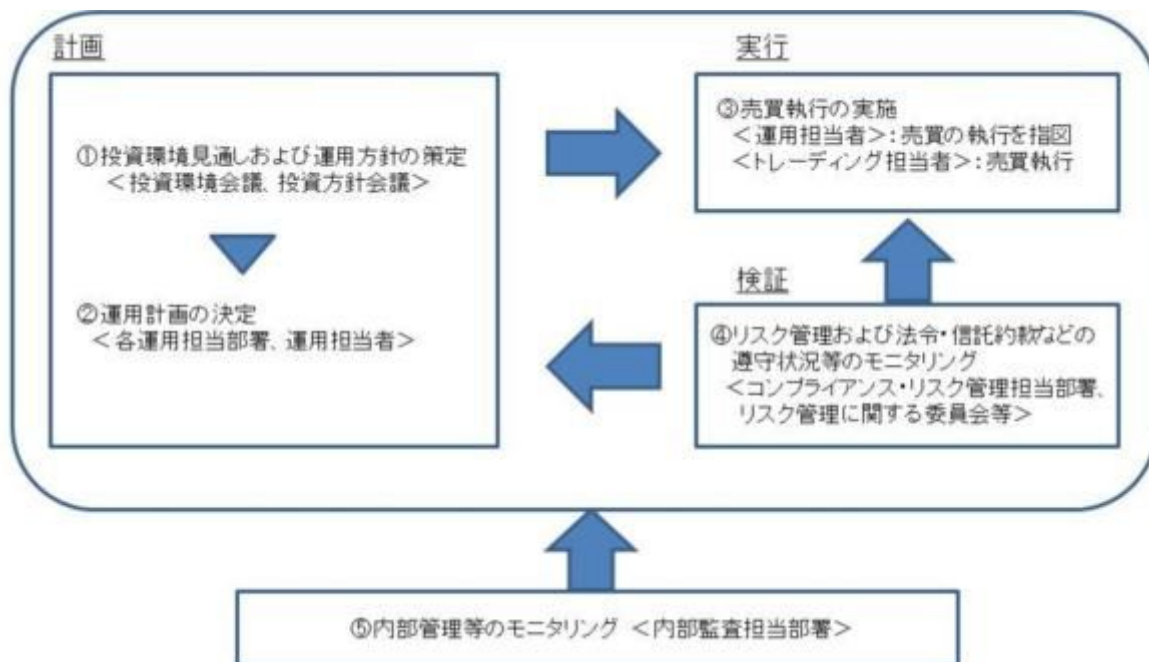 計画
①投資環境見通しおよび運用方針の策定
＜投資環境会議、投資方針会議＞
②運用計画の決定
＜各運用担当部署、運用担当者＞
実行
③売買執行の実施
＜運用担当者＞：売買の執行を指図
＜トレーディング担当者＞：売買執行
検証
④リスク管理および法令・信託約款などの
遵守状況等のモニタリング
＜コンプライアンス・リスク管理担当部署、
リスク管理に関する委員会等＞
⑤内部管理等のモニタリング ＜内部監査担当部署＞